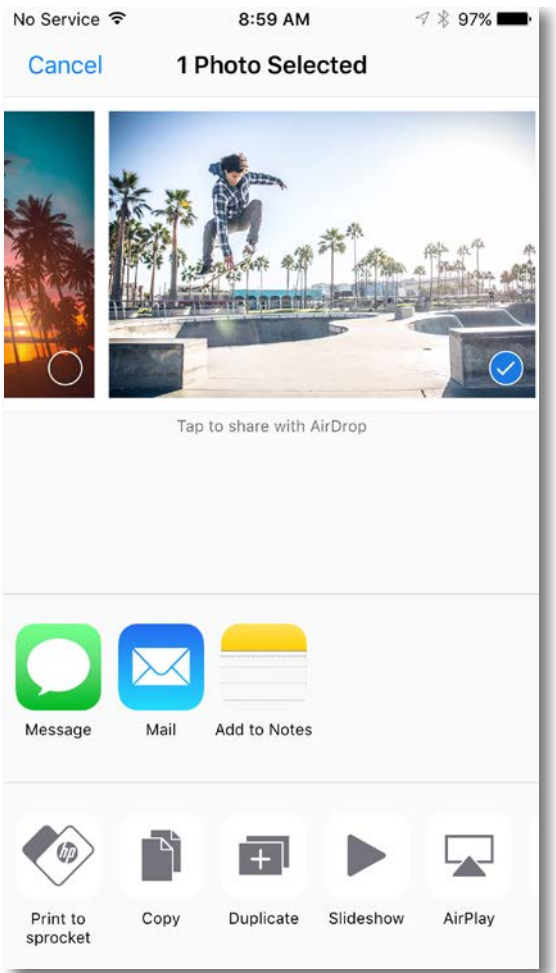 No Service 8:59 AM 97%
Cancel 1 Photo Selected
Tap to share with AirDrop
Message Mail Add to Notes
hp
Print to sprocket Copy Duplicate Slideshow AirPlay